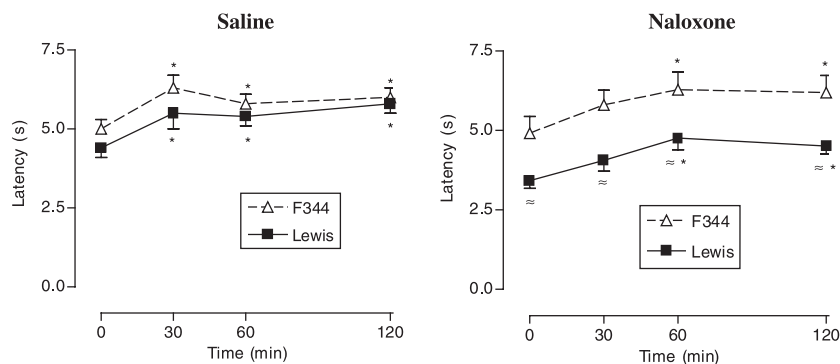 Saline
7.5
5.0
2.5
0.0
Latency (s)
* * *
* * *
F344
Lewis
0 30 60 120
Time (min)
Naloxone
7.5
5.0
2.5
0.0
Latency (s)
* *
≈ ≈ ≈ * ≈ *
F344
Lewis
0 30 60 120
Time (min)